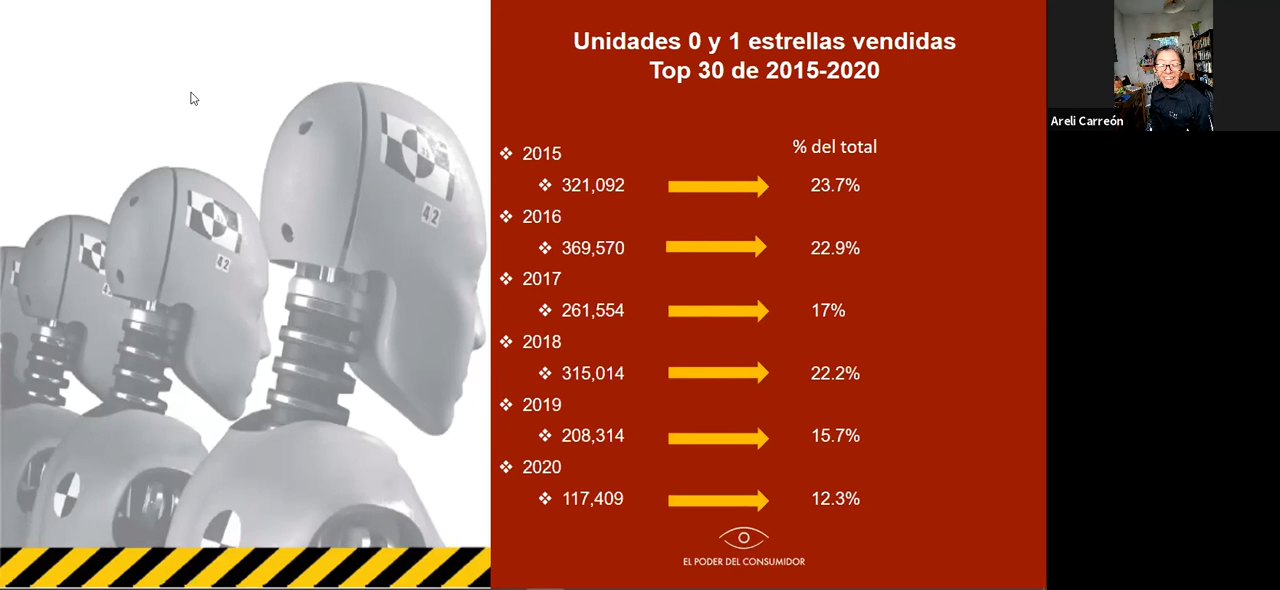 Unidades 0 y 1 estrellas vendidas
Top 30 de 2015-2020
% del total
2015
321,092 23.7%
2016
369,570 22.9%
2017
261,554 17%
2018
315,014 22.2%
2019
208,314 15.7%
2020
117,409 12.3%
EL PODER DEL CONSUMIDOR
42
42
Areli Carreón